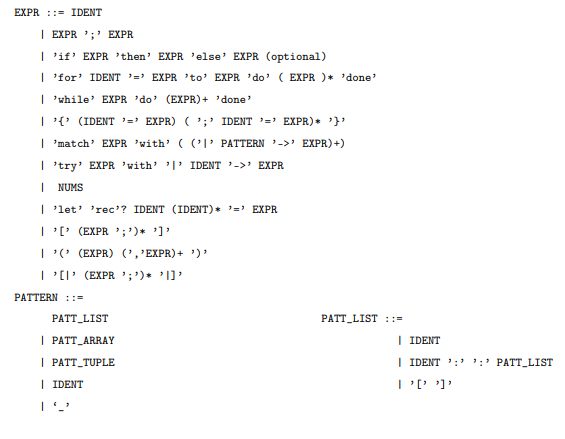 EXPR ::= IDENT
| EXPR ’;’ EXPR
| ’if’ EXPR ’then’ EXPR ’else’ EXPR (optional)
| ’for’ IDENT ’=’ EXPR ’to’ EXPR ’do’ ( EXPR )* ’done’
| ’while’ EXPR ’do’ (EXPR)+ ’done’
| ’{’ (IDENT ’=’ EXPR) ( ’;’ IDENT ’=’ EXPR)* ’}’
| ’match’ EXPR ’with’ ( (’|’ PATTERN ’->’ EXPR)+)
| ’try’ EXPR ’with’ ’|’ IDENT ’->’ EXPR
| NUMS
| ’let’ ’rec’? IDENT (IDENT)* ’=’ EXPR
| ’[’ (EXPR ’;’)* ’]’
| ’(’ (EXPR) (’,’EXPR)+ ’)’
| ’[|’ (EXPR ’;’)* ’|]’
PATTERN ::=
PATT_LIST
| PATT_ARRAY
| PATT_TUPLE
| IDENT
| ‘_’
PATT_LIST ::=
| IDENT
| IDENT ’:’ ’:’ PATT_LIST
| ’[’ ’]’